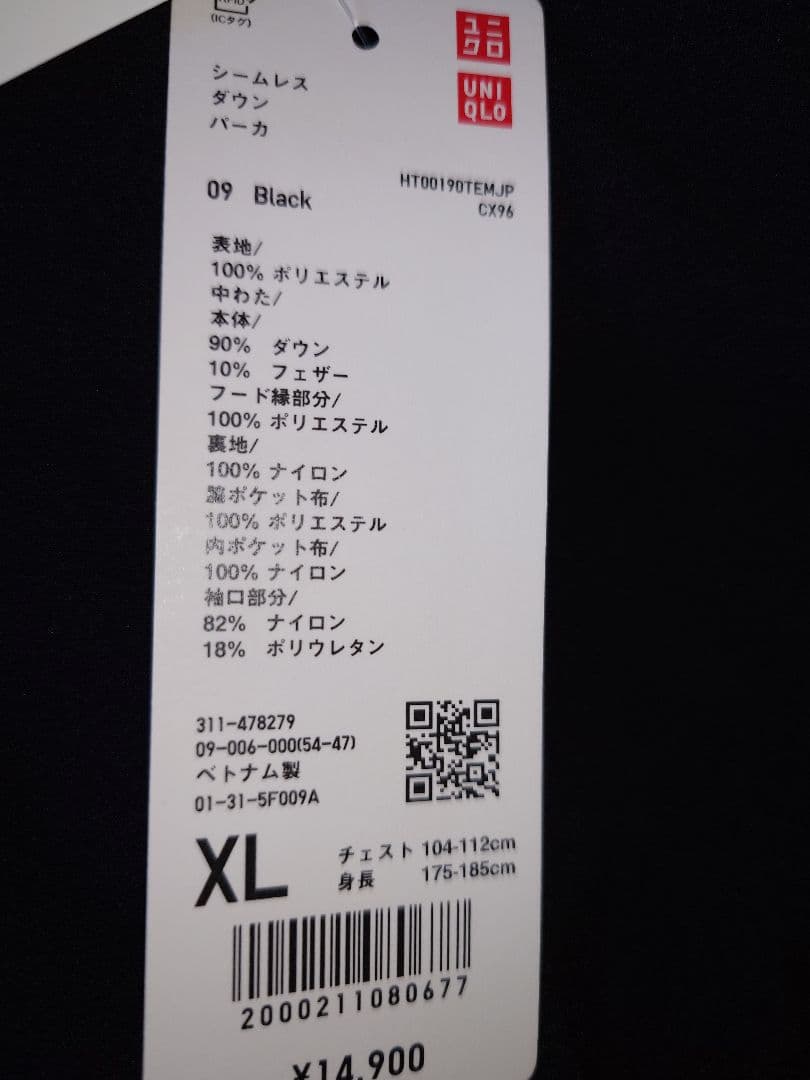 (ICタグ)
ユニ
クロ
UNI
QLO
シームレス
ダウン
パーカ
09 Black
HT00190TEMJP
CX96
表地/
100% ポリエステル
中わた/
本体/
90% ダウン
10% フェザー
フード縁部分/
100% ポリエステル
裏地/
100% ナイロン
脇ポケット布/
100% ポリエステル
内ポケット布/
100% ナイロン
袖口部分/
82% ナイロン
18% ポリウレタン
311-478279
09-006-000(54-47)
ベトナム製
01-31-5F009A
XL
チェスト 104-112cm
身長 175-185cm
2000211080677
¥14,900